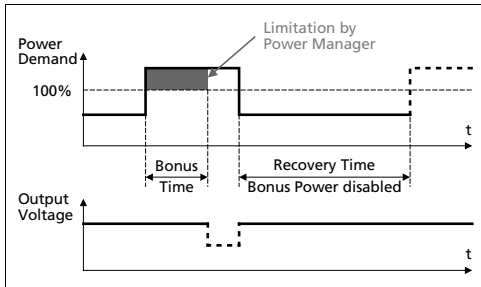 Limitation by
Power Manager
Power
Demand
100%
t
Bonus
Time
Recovery Time
Bonus Power disabled
Output
Voltage
t